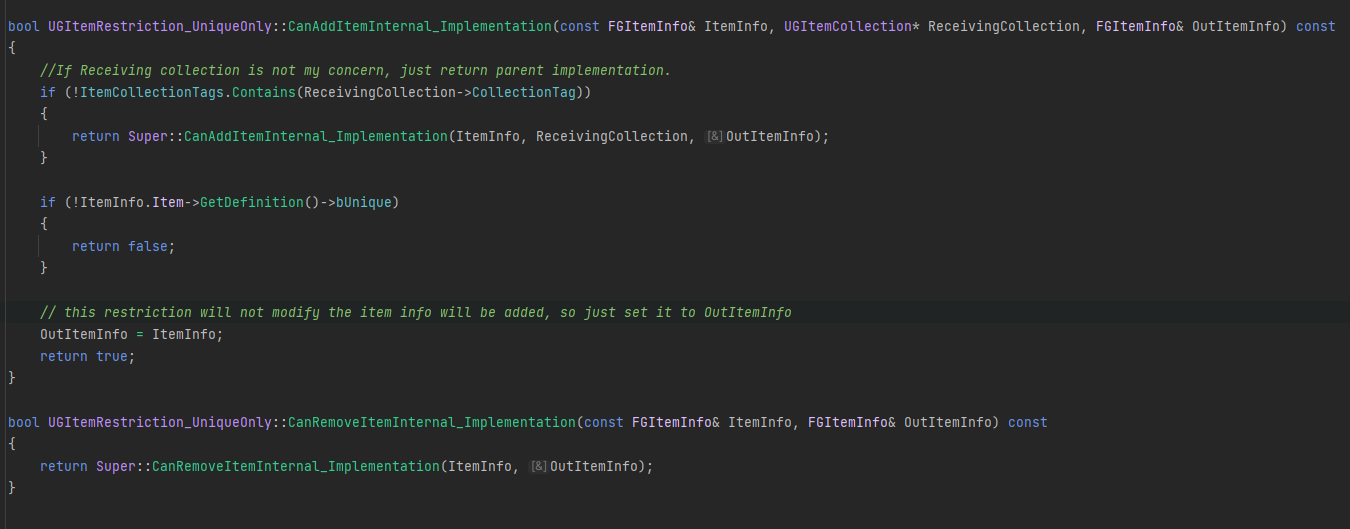 bool UGItemRestriction_UniqueOnly::CanAddItemInternal_Implementation(const FGItemInfo& ItemInfo, UGItemCollection* ReceivingCollection, FGItemInfo& OutItemInfo) const
{
    //If Receiving collection is not my concern, just return parent implementation.
    if (!ItemCollectionTags.Contains(ReceivingCollection->CollectionTag))
    {
        return Super::CanAddItemInternal_Implementation(ItemInfo, ReceivingCollection, [&]OutItemInfo);
    }
    if (!ItemInfo.Item->GetDefinition()->bUnique)
    {
        return false;
    }
    // this restriction will not modify the item info will be added, so just set it to OutItemInfo
    OutItemInfo = ItemInfo;
    return true;
}
bool UGItemRestriction_UniqueOnly::CanRemoveItemInternal_Implementation(const FGItemInfo& ItemInfo, FGItemInfo& OutItemInfo) const
{
    return Super::CanRemoveItemInternal_Implementation(ItemInfo, [&]OutItemInfo);
}